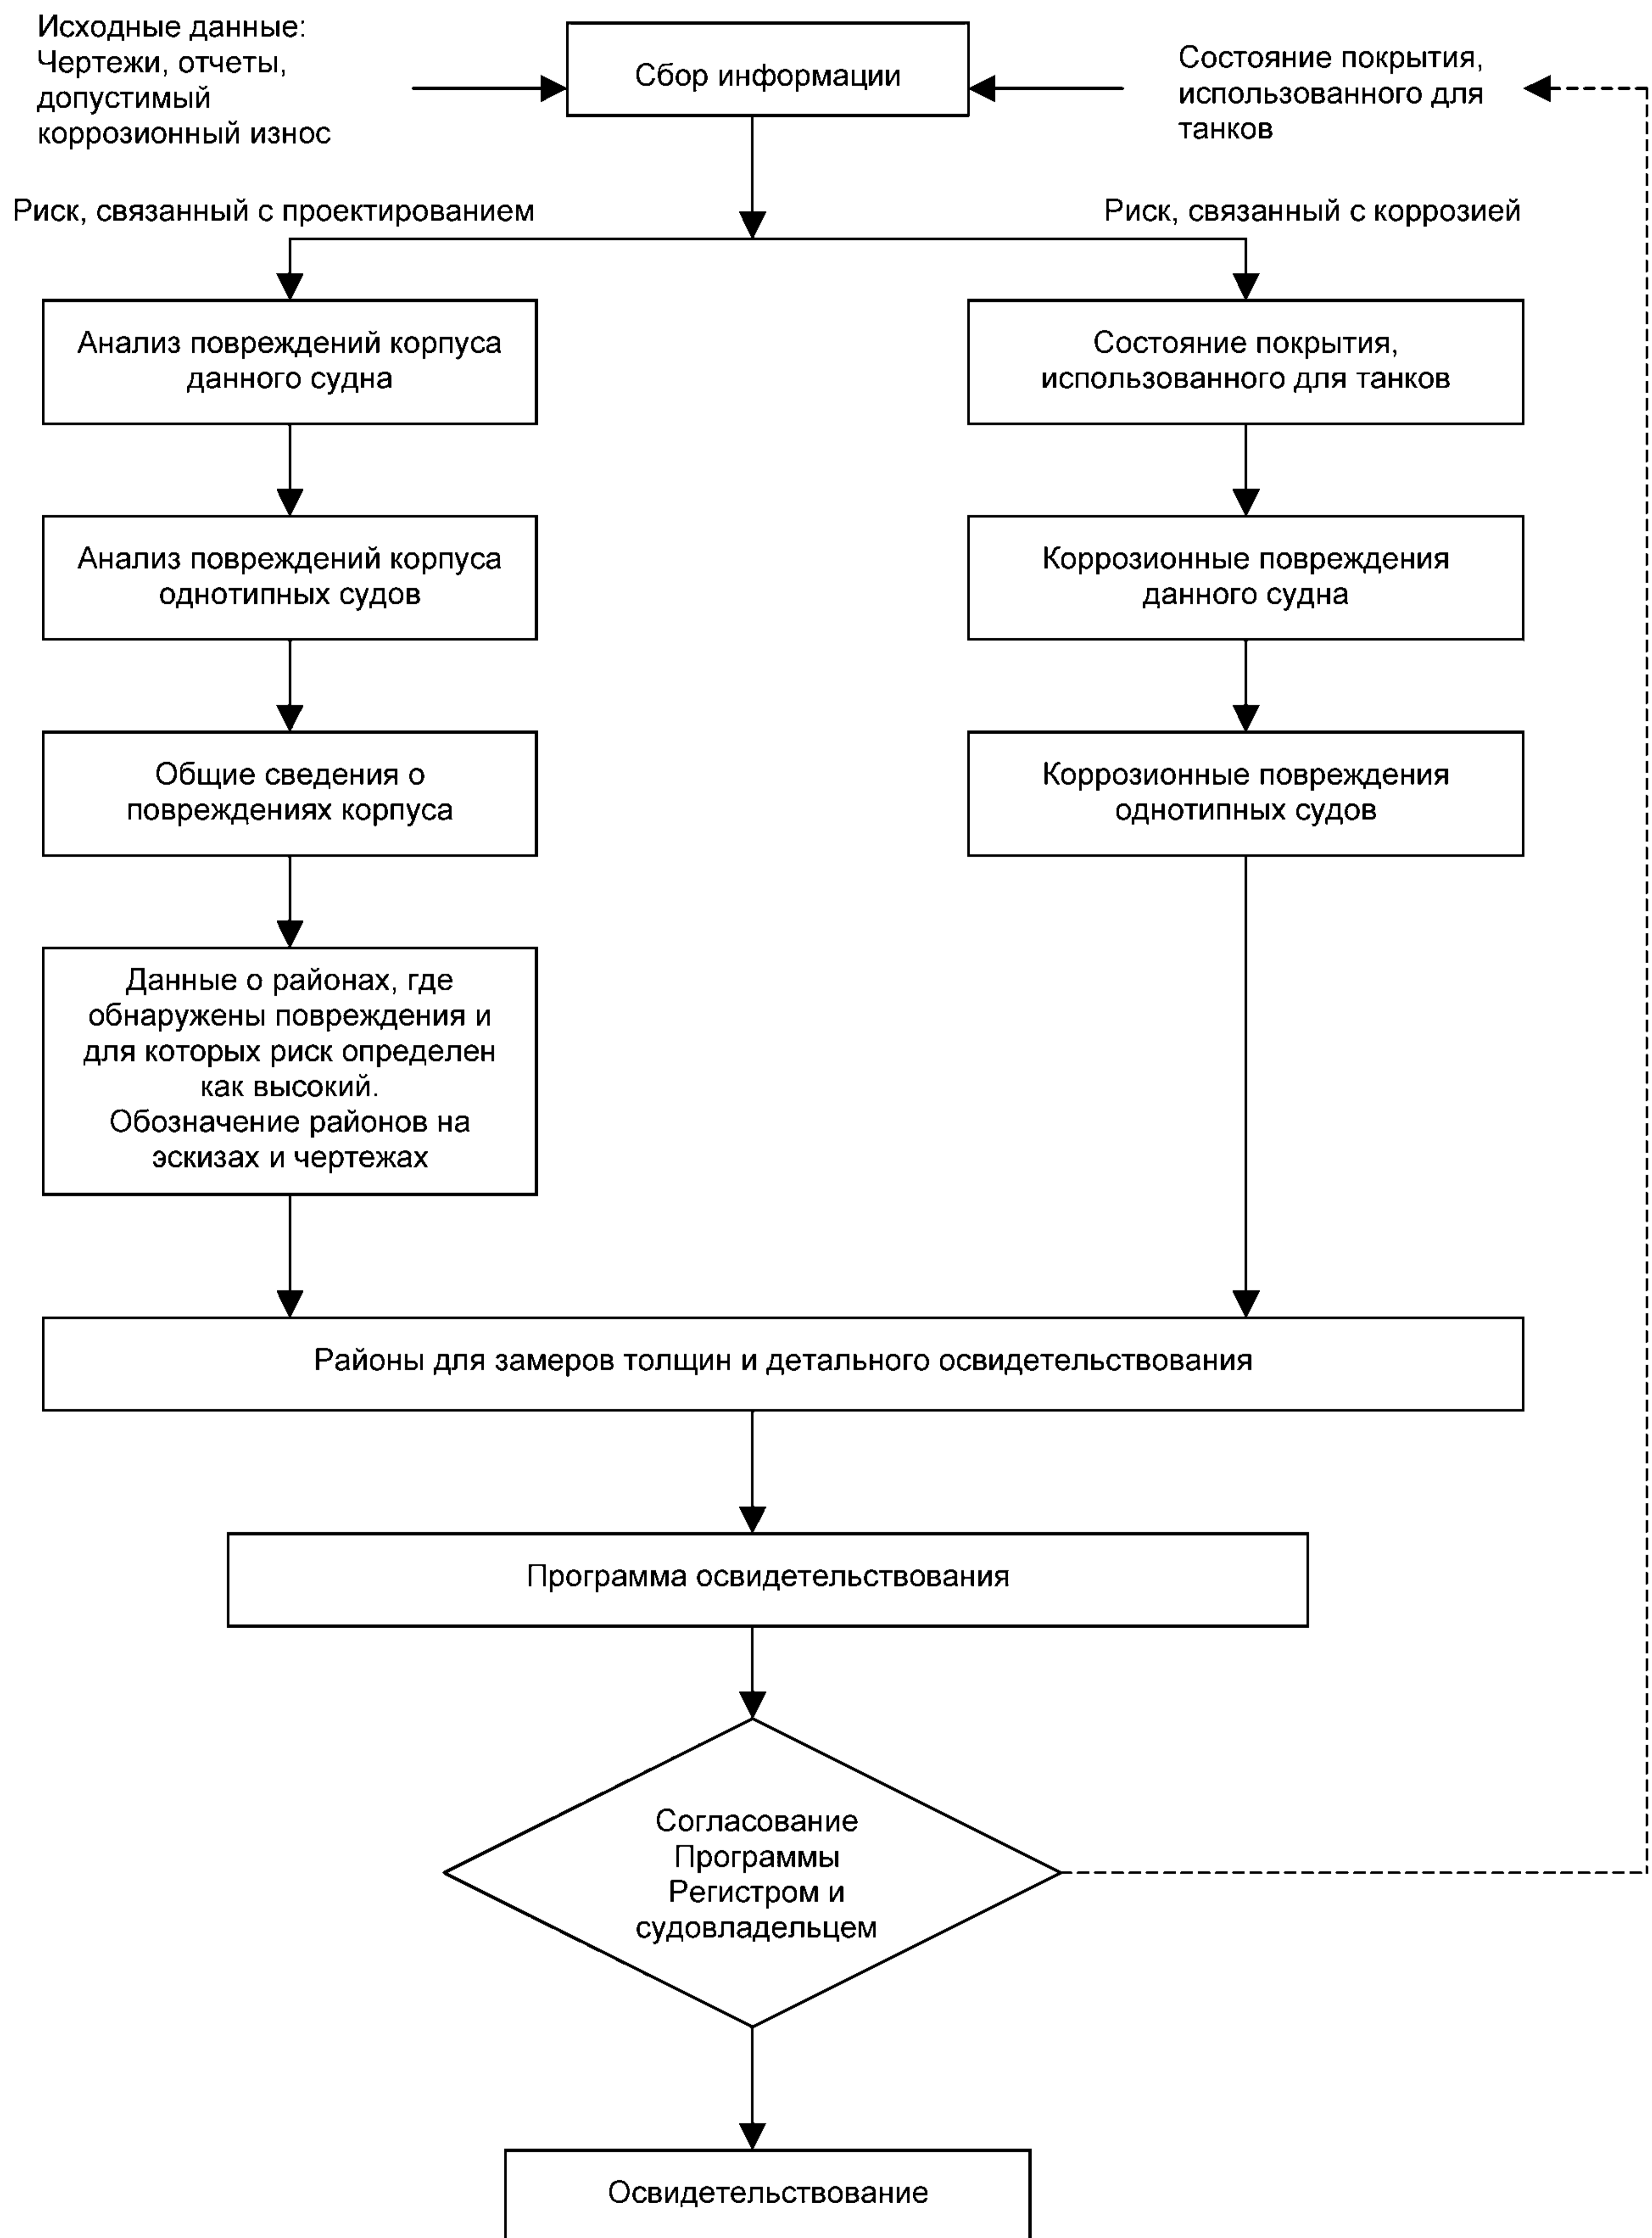 Исходные данные:
Чертежи, отчеты,
допустимый
коррозионный износ
Сбор информации
Состояние покрытия,
использованного для
танков
Риск, связанный с проектированием
Риск, связанный с коррозией
Анализ повреждений корпуса
данного судна
Состояние покрытия,
использованного для танков
Анализ повреждений корпуса
однотипных судов
Коррозионные повреждения
данного судна
Общие сведения о
повреждениях корпуса
Коррозионные повреждения
однотипных судов
Данные о районах, где
обнаружены повреждения и
для которых риск определен
как высокий.
Обозначение районов на
эскизах и чертежах
Районы для замеров толщин и детального освидетельствования
Программа освидетельствования
Согласование
Программы
Регистром и
судовладельцем
Освидетельствование